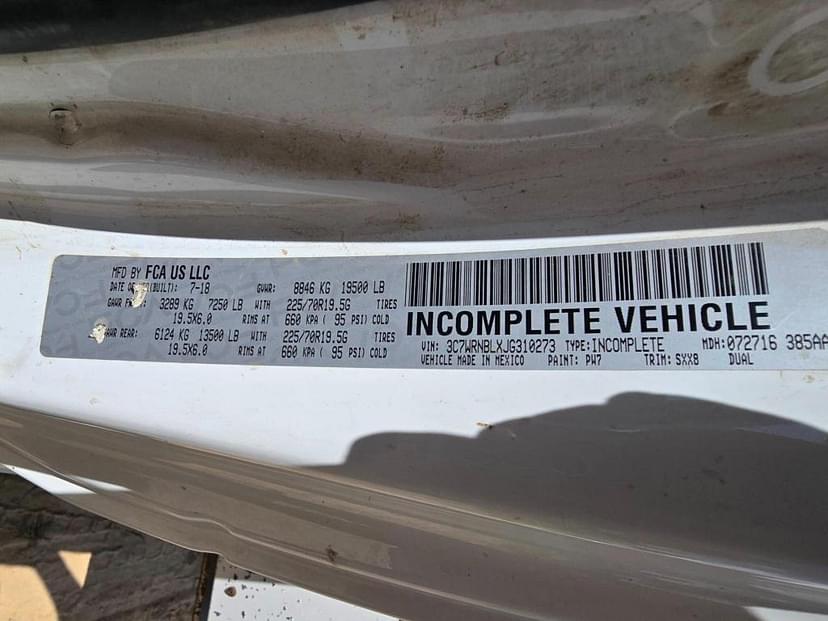 MFD BY FCA US LLC
DATE OF (BUILT): 7-18 GVWR: 8846 KG 19500 LB
GAWR 3289 KG 7250 LB WITH 225/70R19.5G TIRES
19.5X6.0 RIMS AT 660 KPA ( 95 PSI) COLD
GAWR REAR: 6124 KG 13500 LB WITH 225/70R19.5G TIRES
19.5X6.0 RIMS AT 660 KPA ( 95 PSI) COLD
INCOMPLETE VEHICLE
VIN: 3C7WRNBLXJG310273 TYPE: INCOMPLETE MDH: 072716 385AA
VEHICLE MADE IN MEXICO PAINT: PW7 TRIM: SXX8 DUAL